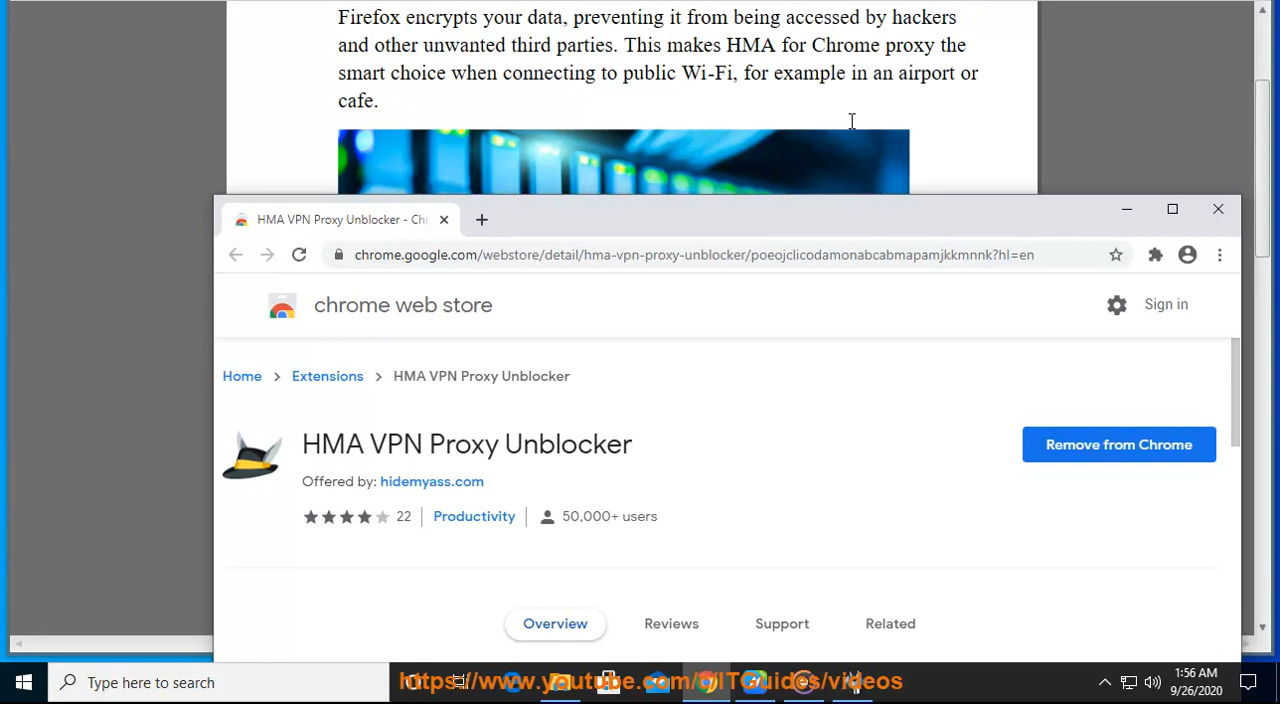 Firefox encrypts your data, preventing it from being accessed by hackers
and other unwanted third parties. This makes HMA for Chrome proxy the
smart choice when connecting to public Wi-Fi, for example in an airport or
cafe.
HMA VPN Proxy Unblocker - Chr
chrome.google.com/webstore/detail/hma-vpn-proxy-unblocker/poeojclicodamonabcabmapamjkkmnnk?hl=en
chrome web store
Sign in
Home > Extensions > HMA VPN Proxy Unblocker
HMA VPN Proxy Unblocker
Remove from Chrome
Offered by: hidemyass.com
22 Productivity 50,000+ users
Overview Reviews Support Related
Type here to search
https://www.youtube.com/VITGuides/videos
1:56 AM
9/26/2020